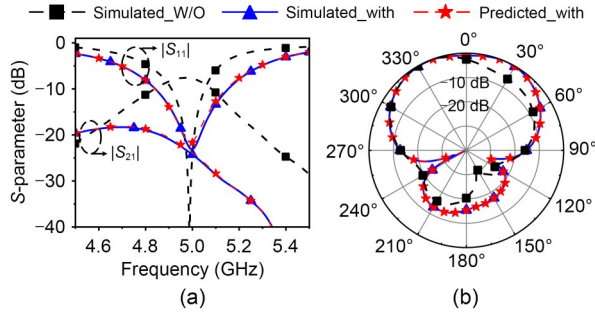 Simulated_W/O Simulated_with Predicted_with
0
-10
-20
-30
-40
S-parameter (dB)
|S11|
|S21|
4.6 4.8 5.0 5.2 5.4
Frequency (GHz)
(a)
0°
330° 30°
300° 60°
-10 dB
-20 dB
270° 90°
240° 120°
210° 150°
180°
(b)